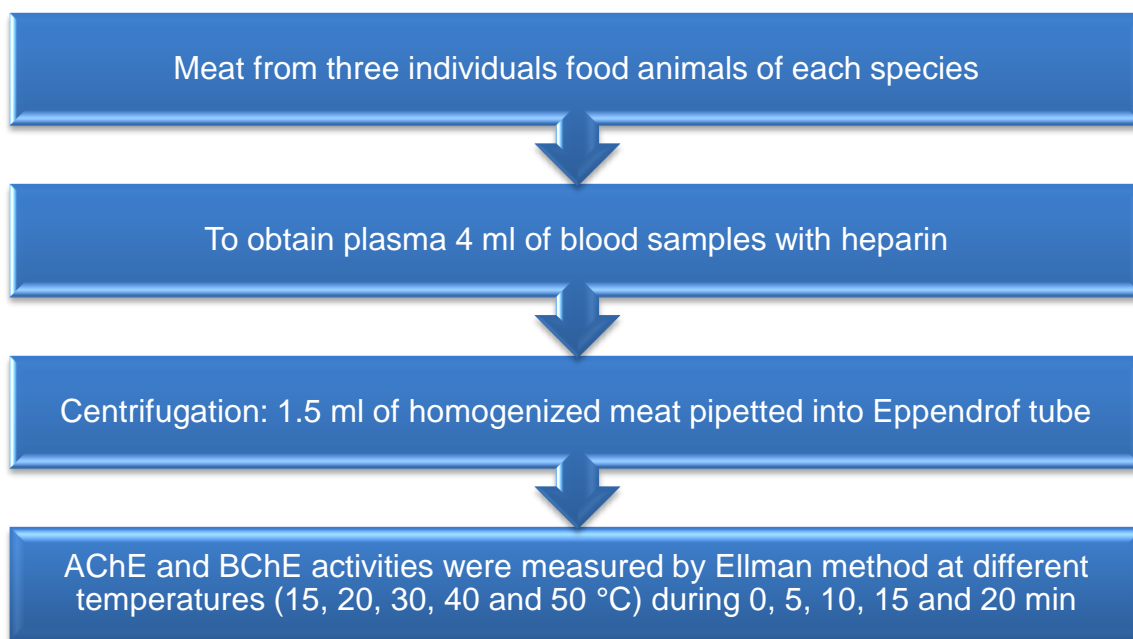 Meat from three individuals food animals of each species
To obtain plasma 4 ml of blood samples with heparin
Centrifugation: 1.5 ml of homogenized meat pipetted into Eppendrof tube
AChE and BChE activities were measured by Ellman method at different
temperatures (15, 20, 30, 40 and 50 °C) during 0, 5, 10, 15 and 20 min